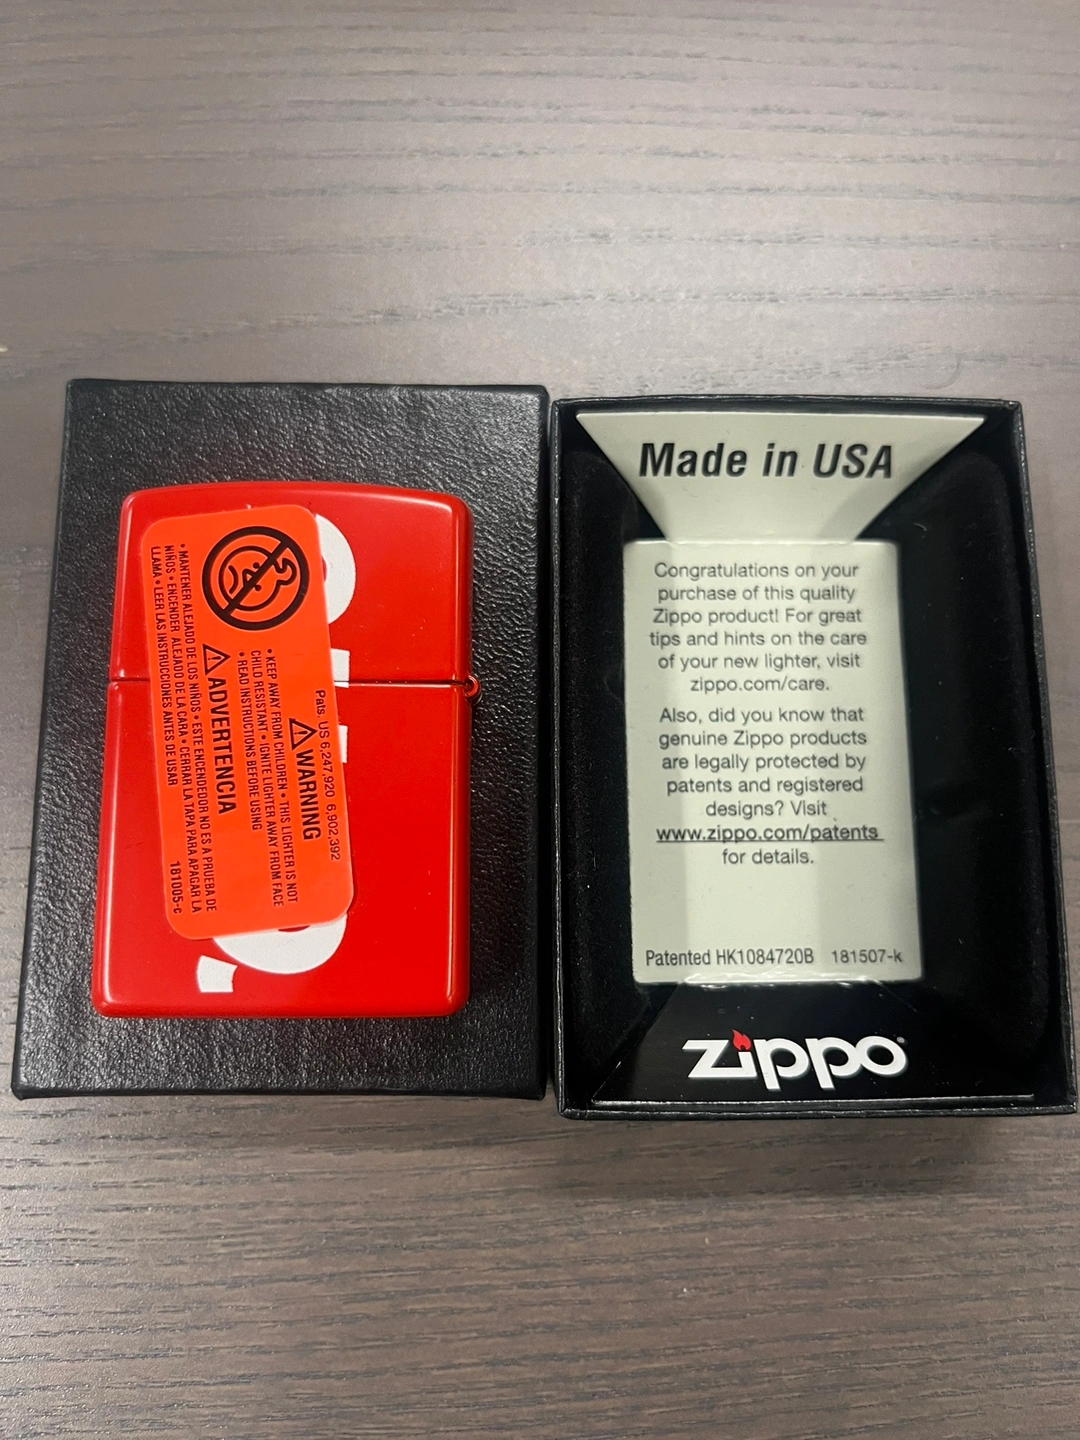 • MANTENER ALEJADO DE LOS NIÑOS • ESTE ENCENDEDOR NO ES A PRUEBA DE
NIÑOS • ENCENDER ALEJADO DE LA CARA • CERRAR LA TAPA PARA APAGAR LA
LLAMA • LEER LAS INSTRUCCIONES ANTES DE USAR
181005-c
ADVERTENCIA
Pats. US 6,247,920 6,902,392
WARNING
• KEEP AWAY FROM CHILDREN • THIS LIGHTER IS NOT
CHILD RESISTANT • IGNITE LIGHTER AWAY FROM FACE
• READ INSTRUCTIONS BEFORE USING
Made in USA
Congratulations on your
purchase of this quality
Zippo product! For great
tips and hints on the care
of your new lighter, visit
zippo.com/care.
Also, did you know that
genuine Zippo products
are legally protected by
patents and registered
designs? Visit
www.zippo.com/patents
for details.
Patented HK1084720B 181507-k
zippo